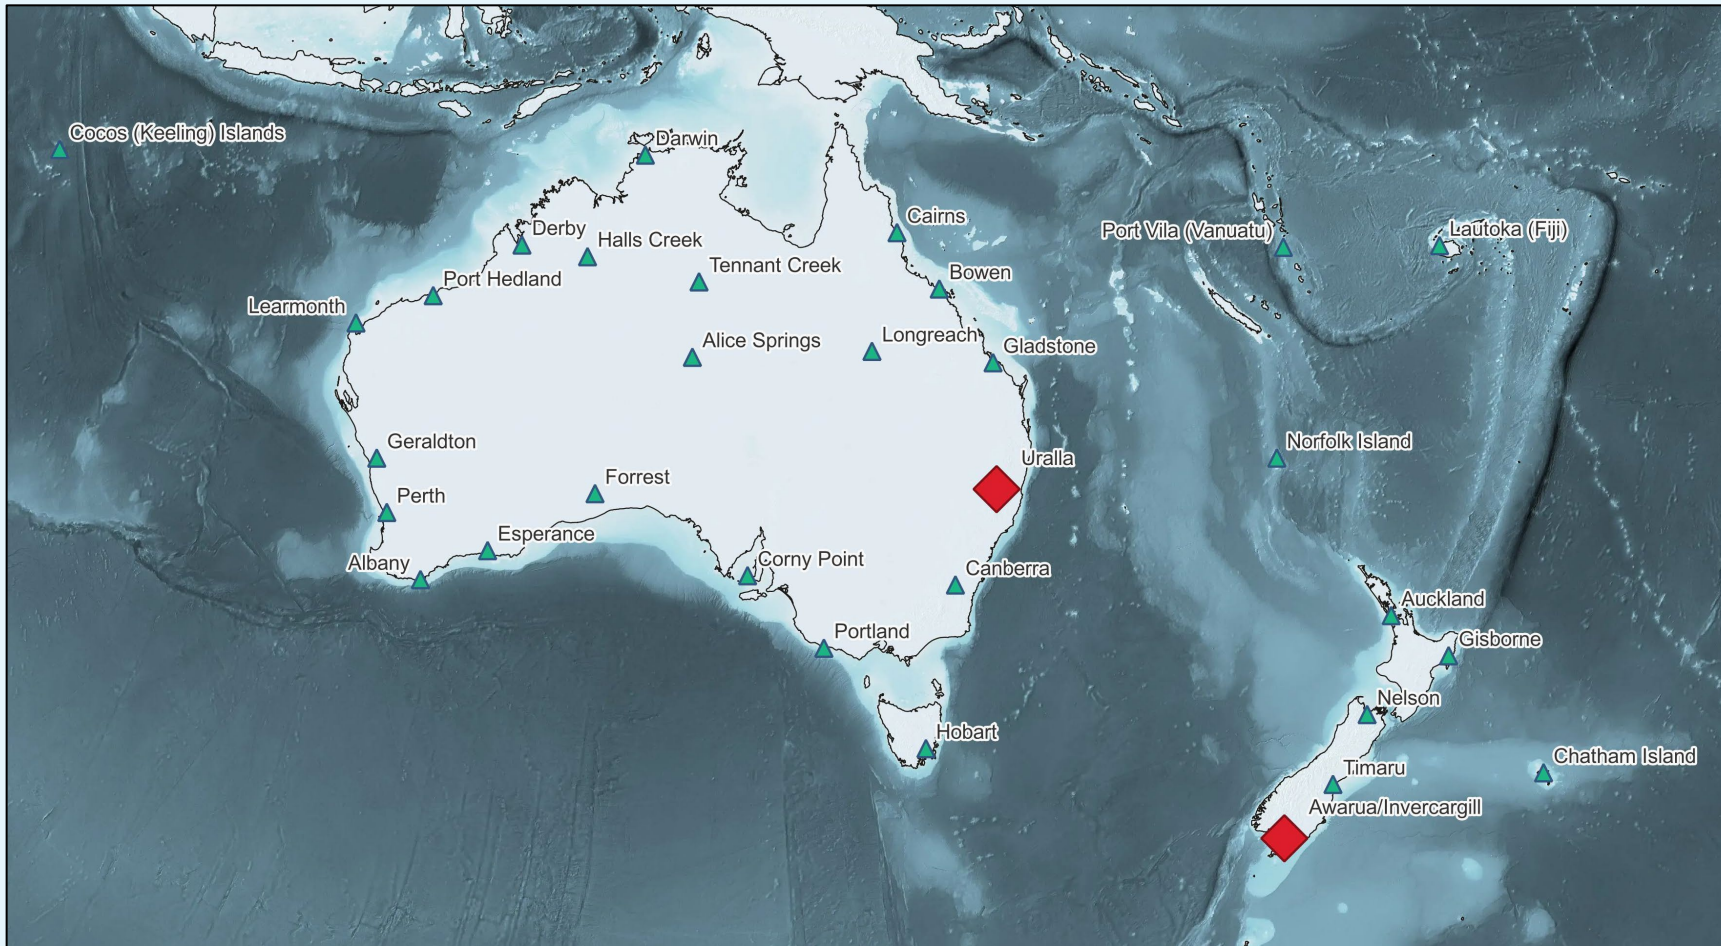 Cocos (Keeling) Islands
Darwin
Cairns
Derby
Port Vila (Vanuatu)
Lautoka (Fiji)
Halls Creek
Tennant Creek
Bowen
Port Hedland
Learmonth
Longreach
Alice Springs
Gladstone
Geraldton
Norfolk Island
Uralla
Forrest
Perth
Esperance
Albany
Corny Point
Canberra
Auckland
Portland
Gisborne
Nelson
Hobart
Chatham Island
Timaru
Awarua/Invercargill